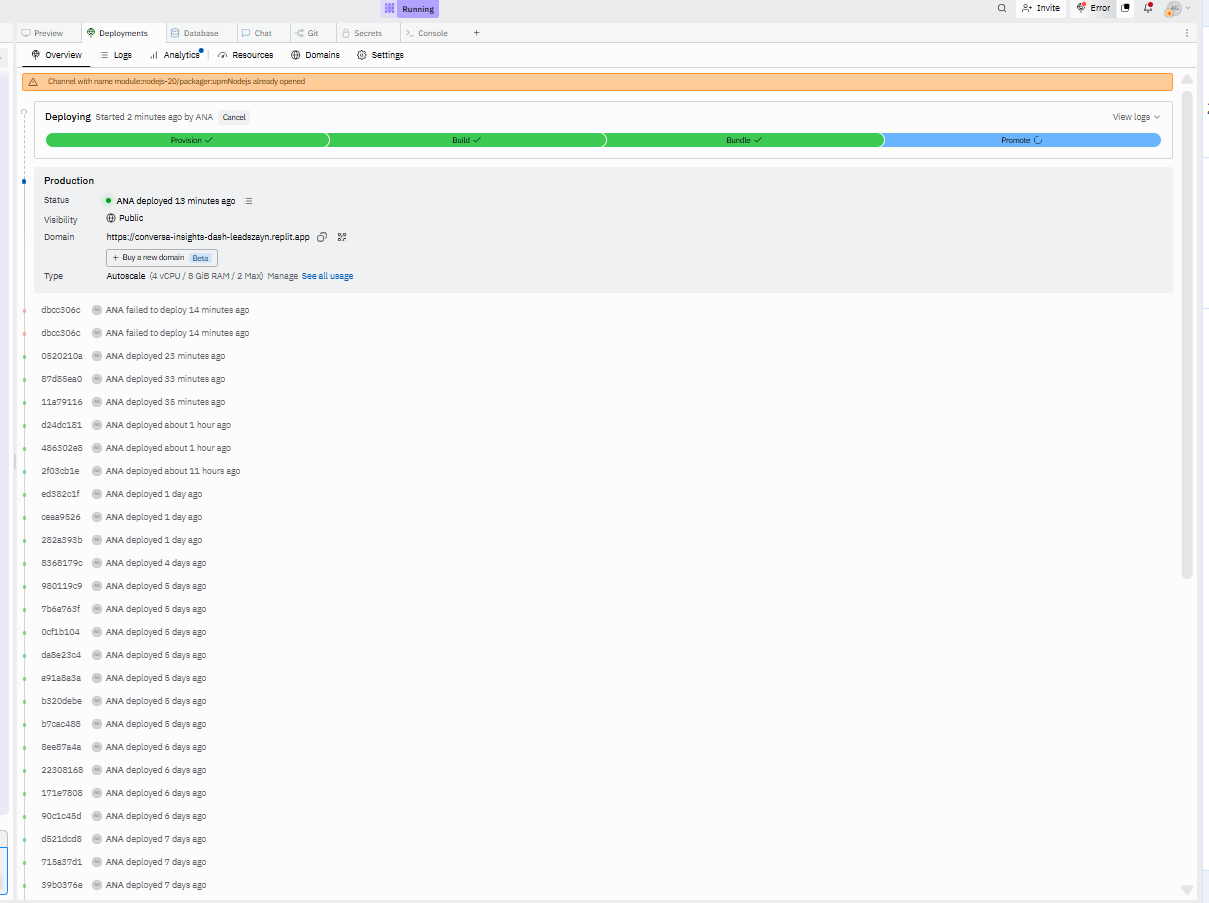 Running
Invite
Error
AG
Preview
Deployments
Database
Chat
Git
Secrets
Console
+
Overview
Logs
Analytics
Resources
Domains
Settings
Channel with name module:nodejs-20/packager:upmNodejs already opened
Deploying Started 2 minutes ago by ANA Cancel
View logs
Provision
Build
Bundle
Promote
Production
Status ANA deployed 13 minutes ago
Visibility Public
Domain https://conversa-insights-dash-leadszayn.replit.app
+ Buy a new domain Beta
Type Autoscale (4 vCPU / 8 GiB RAM / 2 Max) Manage See all usage
dbcc306c ANA failed to deploy 14 minutes ago
dbcc306c ANA failed to deploy 14 minutes ago
0520210a ANA deployed 23 minutes ago
87d85ea0 ANA deployed 33 minutes ago
11a79116 ANA deployed 35 minutes ago
d24dc181 ANA deployed about 1 hour ago
486302e8 ANA deployed about 1 hour ago
2f03cb1e ANA deployed about 11 hours ago
ed382c1f ANA deployed 1 day ago
ceaa9526 ANA deployed 1 day ago
282a393b ANA deployed 1 day ago
8368179c ANA deployed 4 days ago
980119c9 ANA deployed 5 days ago
7b6a763f ANA deployed 5 days ago
0cf1b104 ANA deployed 5 days ago
da8e23c4 ANA deployed 5 days ago
a91a8a3a ANA deployed 5 days ago
b320debe ANA deployed 5 days ago
b7cac488 ANA deployed 5 days ago
8ee87a4a ANA deployed 6 days ago
22308168 ANA deployed 6 days ago
171e7808 ANA deployed 6 days ago
90c1c45d ANA deployed 6 days ago
d521dcd8 ANA deployed 7 days ago
715a37d1 ANA deployed 7 days ago
39b0376e ANA deployed 7 days ago